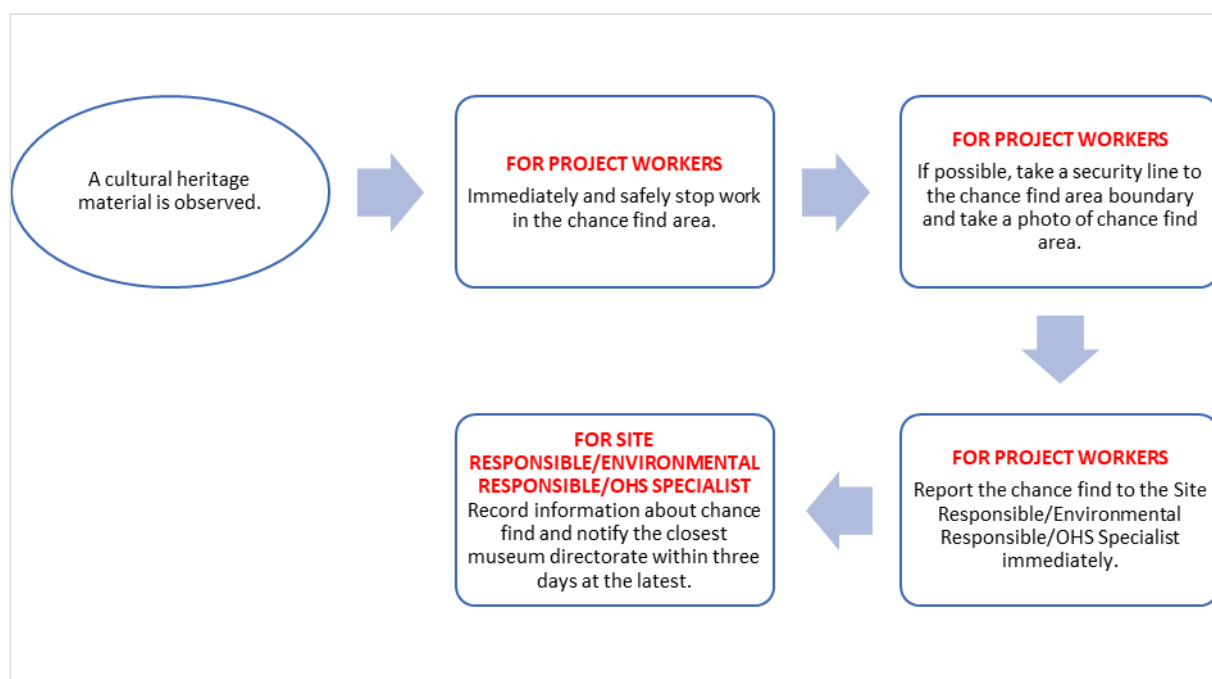 A cultural heritage
material is observed.
FOR PROJECT WORKERS
Immediately and safely stop work
in the chance find area.
FOR PROJECT WORKERS
If possible, take a security line to
the chance find area boundary
and take a photo of chance find
area.
FOR PROJECT WORKERS
Report the chance find to the Site
Responsible/Environmental
Responsible/OHS Specialist
immediately.
FOR SITE
RESPONSIBLE/ENVIRONMENTAL
RESPONSIBLE/OHS SPECIALIST
Record information about chance
find and notify the closest
museum directorate within three
days at the latest.